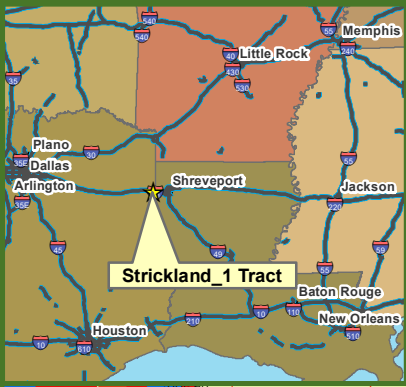 540
55
Memphis
540
40
Little Rock
240
35
430
530
Plano
30
55
35E
Dallas
Shreveport
Arlington
Jackson
35E
220
45
49
59
55
Strickland_1 Tract
Baton Rouge
210
10
110
New Orleans
Houston
510
10
610